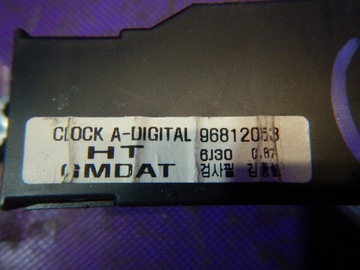 CLOCK A-DIGITAL 96812053
HT 6J30 0.87
GMDAT 검사필